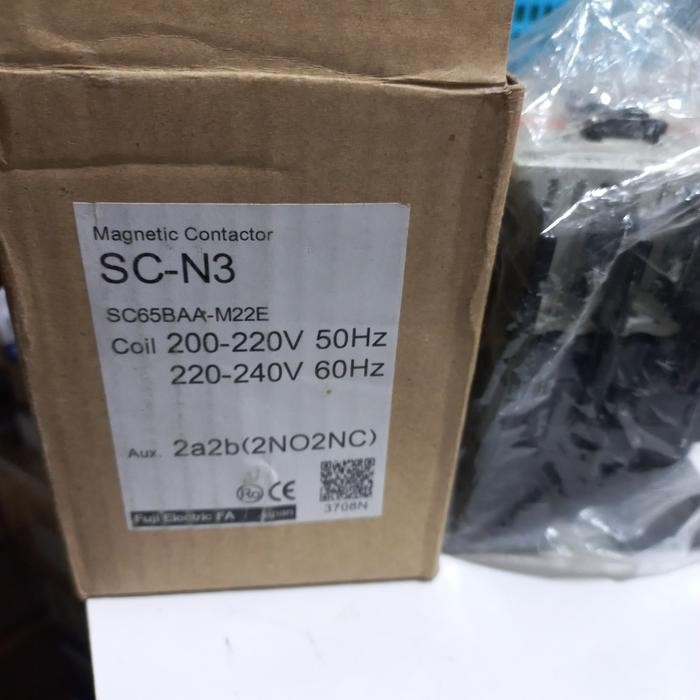 Magnetic Contactor
SC-N3
SC65BAA-M22E
Coil 200-220V 50Hz
220-240V 60Hz
Aux. 2a2b(2NO2NC)
CE
3708N
Fuji Electric FA / Japan